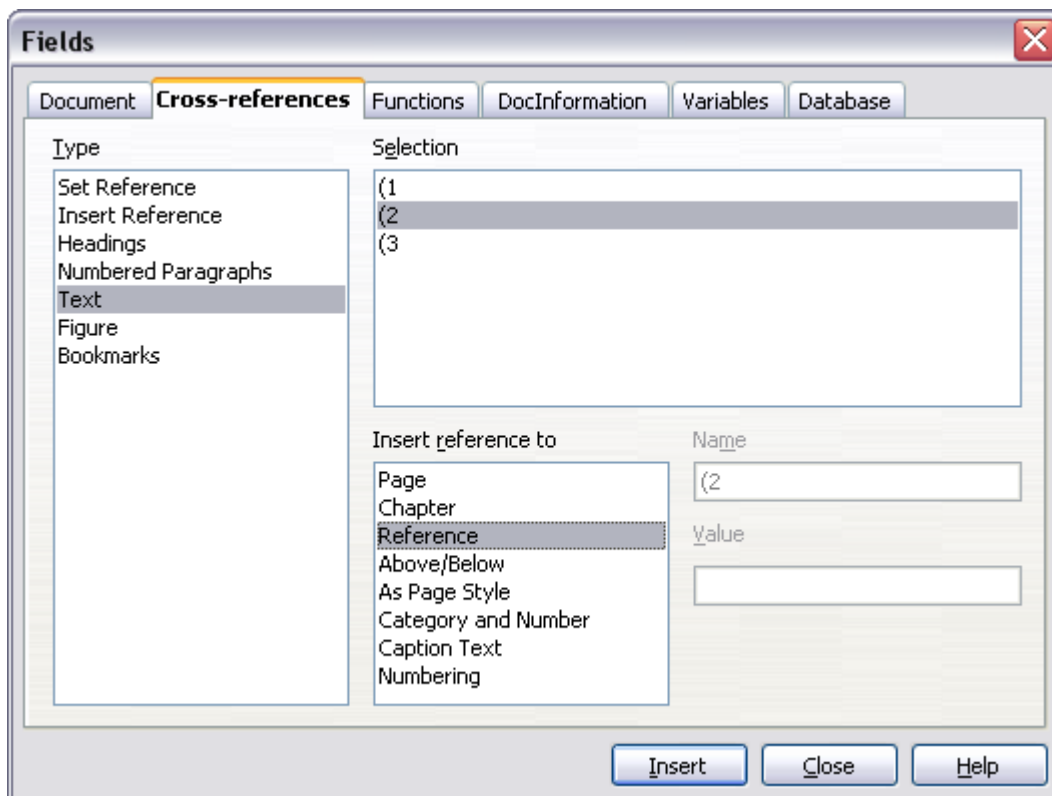 Fields
Document Cross-references Functions DocInformation Variables Database
Type
Set Reference
Insert Reference
Headings
Numbered Paragraphs
Text
Figure
Bookmarks
Selection
(1
(2
(3
Insert reference to
Page
Chapter
Reference
Above/Below
As Page Style
Category and Number
Caption Text
Numbering
Name
(2
Value
Insert Close Help